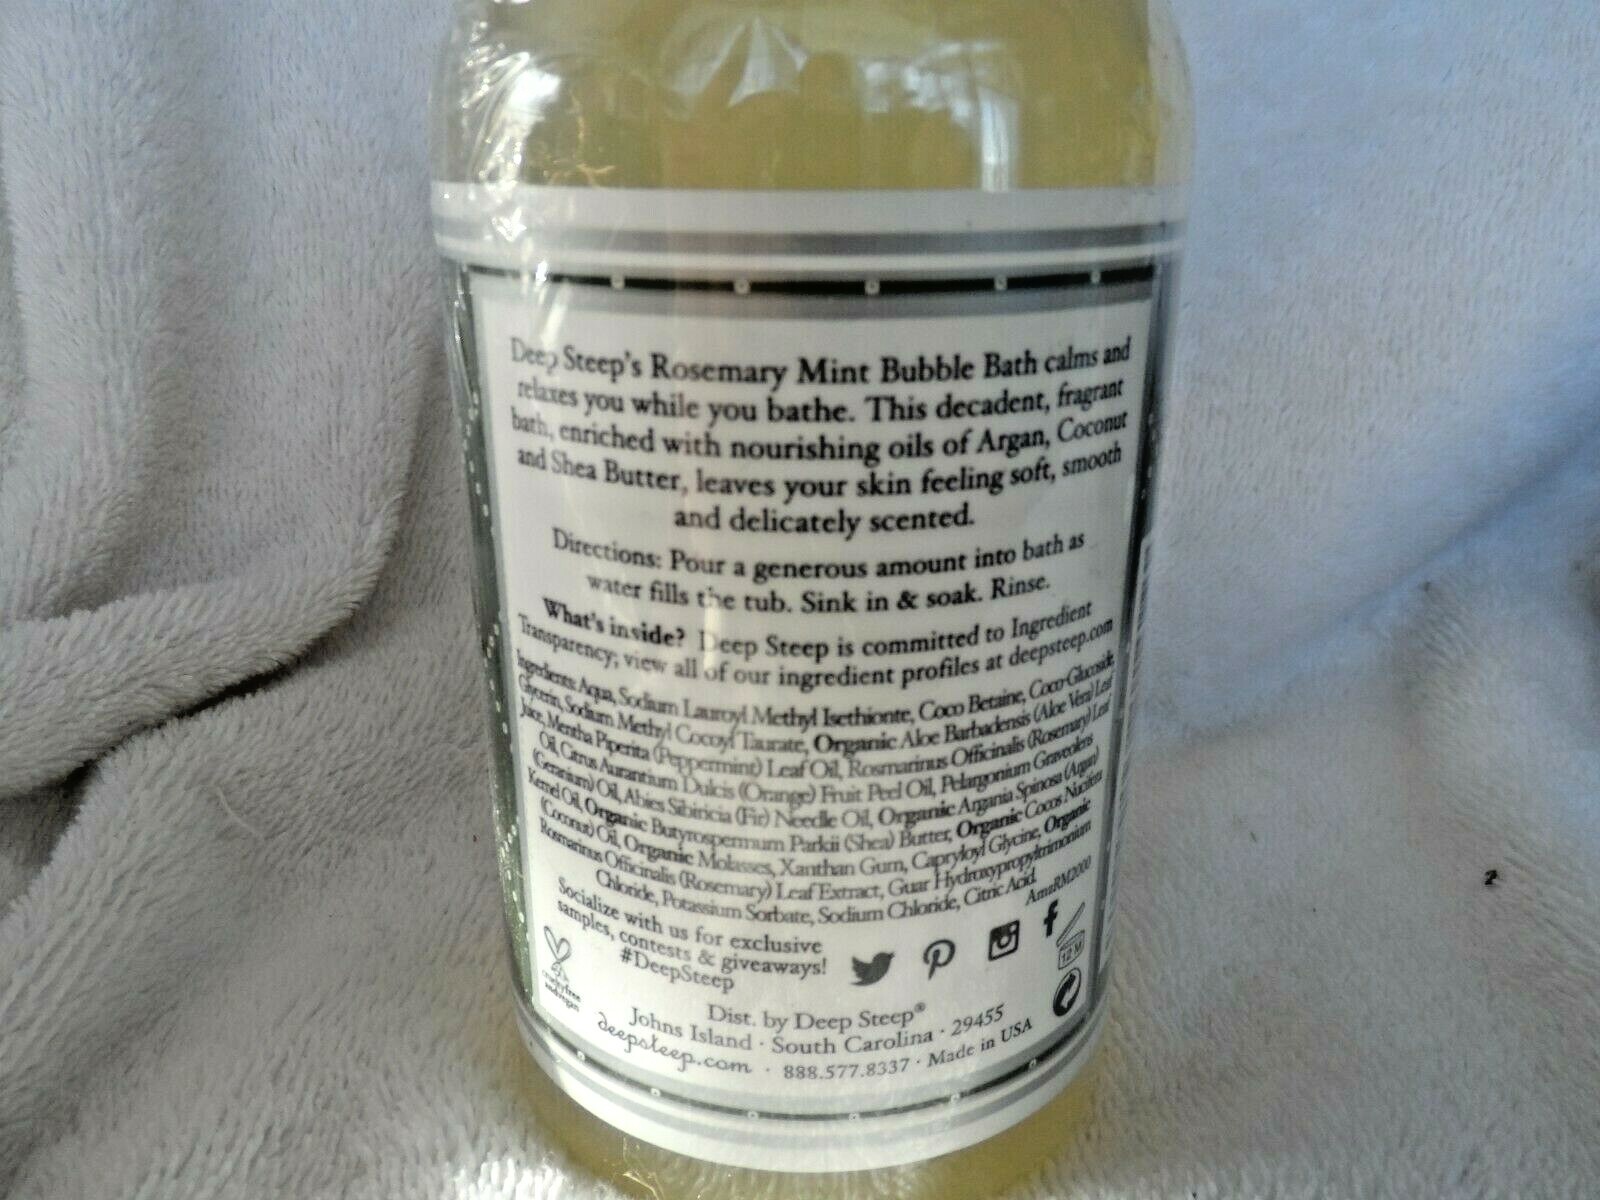 Deep Steep's Rosemary Mint Bubble Bath calms and
relaxes you while you bathe. This decadent, fragrant
bath, enriched with nourishing oils of Argan, Coconut
and Shea Butter, leaves your skin feeling soft, smooth
and delicately scented.
Directions: Pour a generous amount into bath as
water fills the tub. Sink in & soak. Rinse.
What's inside? Deep Steep is committed to Ingredient
Transparency; view all of our ingredient profiles at deepsteep.com
Ingredients: Aqua, Sodium Lauroyl Methyl Isethionte, Coco Betaine, Coco-Glucoside,
Glycerin, Sodium Methyl Cocoyl Taurate, Organic Aloe Barbadensis (Aloe Vera) Leaf
Juice, Mentha Piperita (Peppermint) Leaf Oil, Rosmarinus Officinalis (Rosemary) Leaf
Oil, Citrus Aurantium Dulcis (Orange) Fruit Peel Oil, Pelargonium Graveolens
(Geranium) Oil, Abies Sibiricia (Fir) Needle Oil, Organic Argania Spinosa (Argan)
Kernel Oil, Organic Butyrospermum Parkii (Shea) Butter, Organic Cocos Nucifera
(Coconut) Oil, Organic Molasses, Xanthan Gum, Capryloyl Glycine, Organic
Rosmarinus Officinalis (Rosemary) Leaf Extract, Guar Hydroxypropyltrimonium
Chloride, Potassium Sorbate, Sodium Chloride, Citric Acid.
AmaRM2000
Socialize with us for exclusive
samples, contests & giveaways!
#DeepSteep
12 M
cruelty free
and vegan
Dist. by Deep Steep®
Johns Island · South Carolina · 29455
deepsteep.com · 888.577.8337 · Made in USA